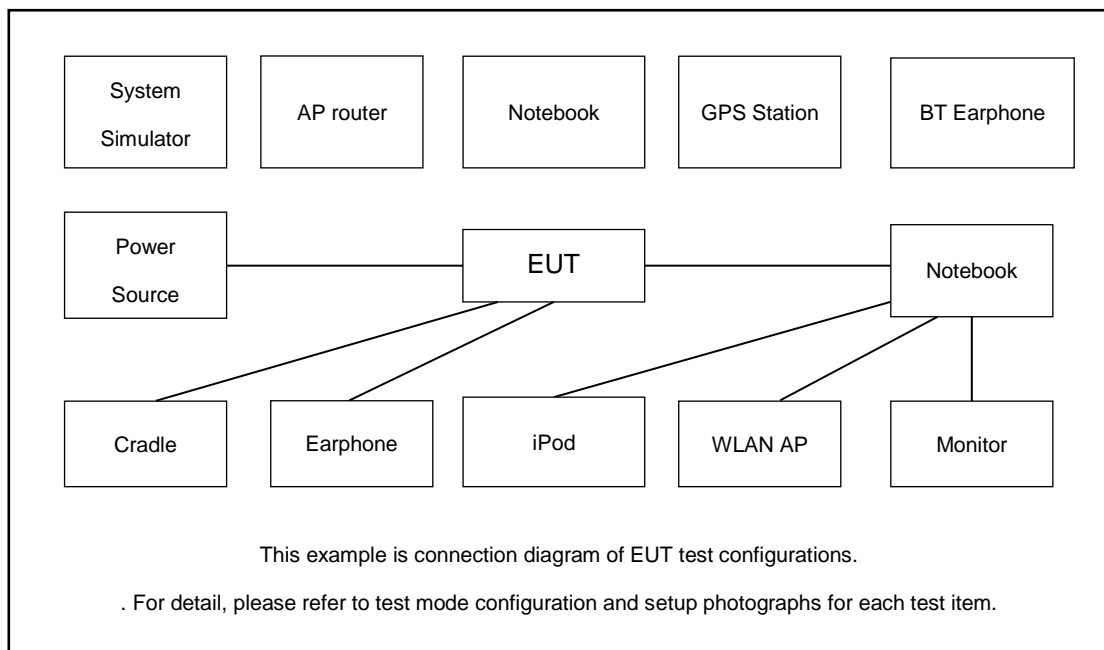 System
Simulator
AP router
Notebook
GPS Station
BT Earphone
Power
Source
EUT
Notebook
Cradle
Earphone
iPod
WLAN AP
Monitor
This example is connection diagram of EUT test configurations.
. For detail, please refer to test mode configuration and setup photographs for each test item.